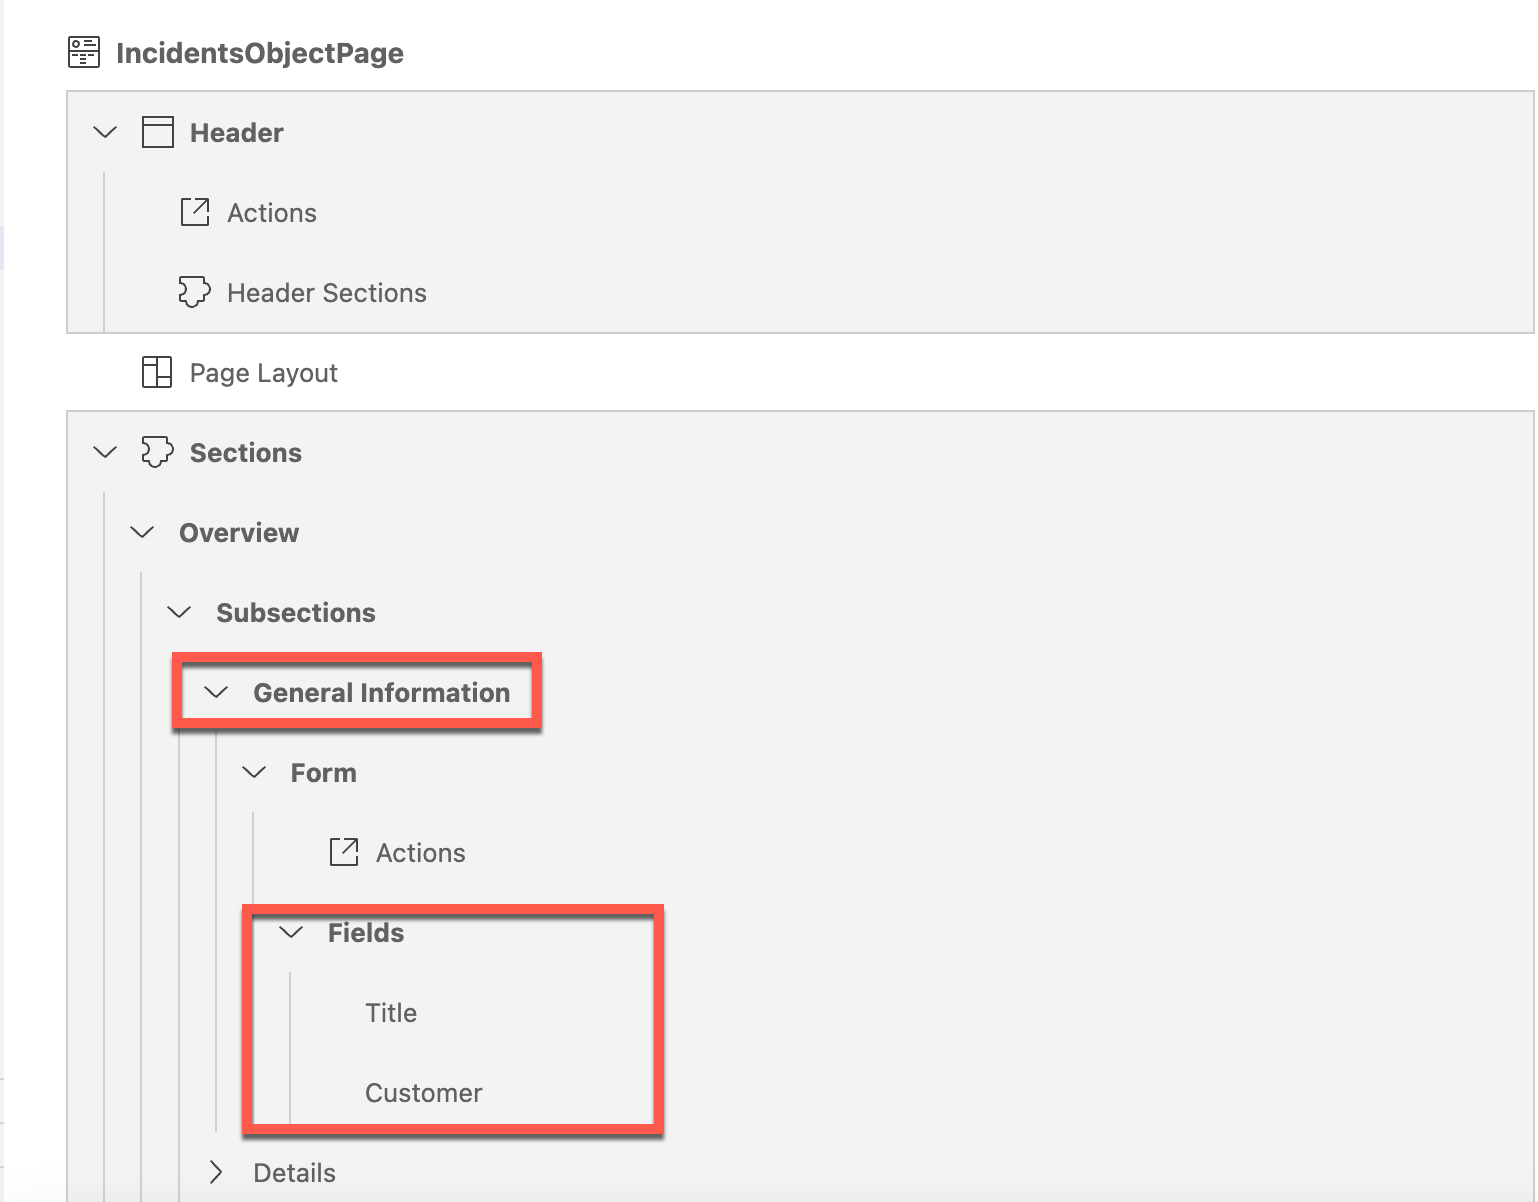 IncidentsObjectPage
Header
Actions
Header Sections
Page Layout
Sections
Overview
Subsections
General Information
Form
Actions
Fields
Title
Customer
Details